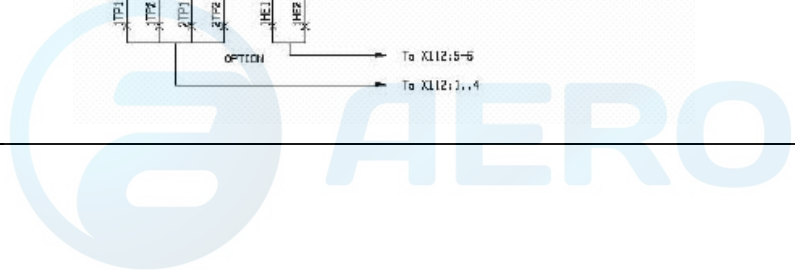 1TP1 1TP2 2TP1 2TP2 1HE1 1HE2
OPTION
To X112:5-6
To X112:1..4
AERO